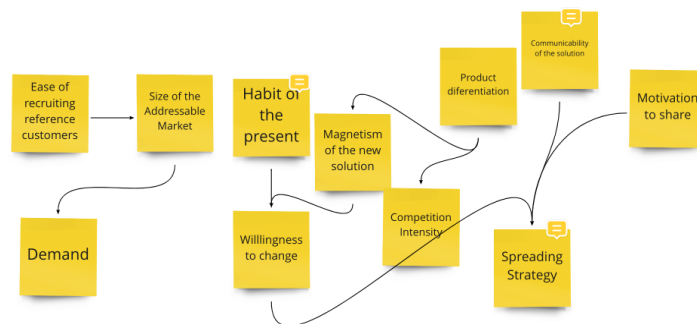 Ease of
recruiting
reference
customers
Size of the
Addressable
Market
Habit of
the
present
Magnetism
of the new
solution
Product
diferentiation
Communicability
of the solution
Motivation
to share
Demand
Willlingness
to change
Competition
Intensity
Spreading
Strategy